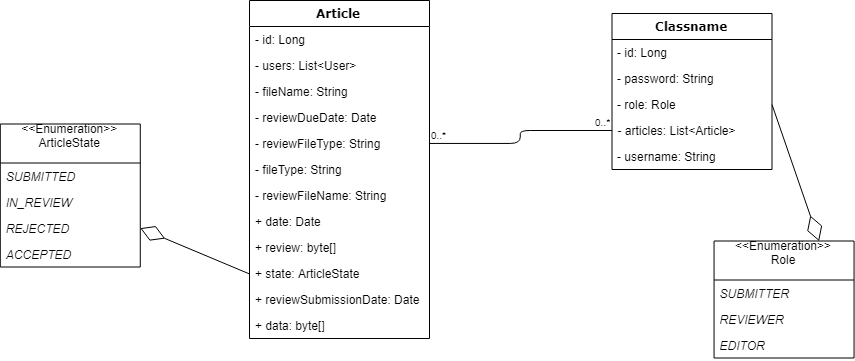 Article
- id: Long
- users: List<User>
- fileName: String
- reviewDueDate: Date
- reviewFileType: String
- fileType: String
- reviewFileName: String
+ date: Date
+ review: byte[]
+ state: ArticleState
+ reviewSubmissionDate: Date
+ data: byte[]
0..*
0..*
Classname
- id: Long
- password: String
- role: Role
- articles: List<Article>
- username: String
<<Enumeration>>
ArticleState
SUBMITTED
IN_REVIEW
REJECTED
ACCEPTED
<<Enumeration>>
Role
SUBMITTER
REVIEWER
EDITOR